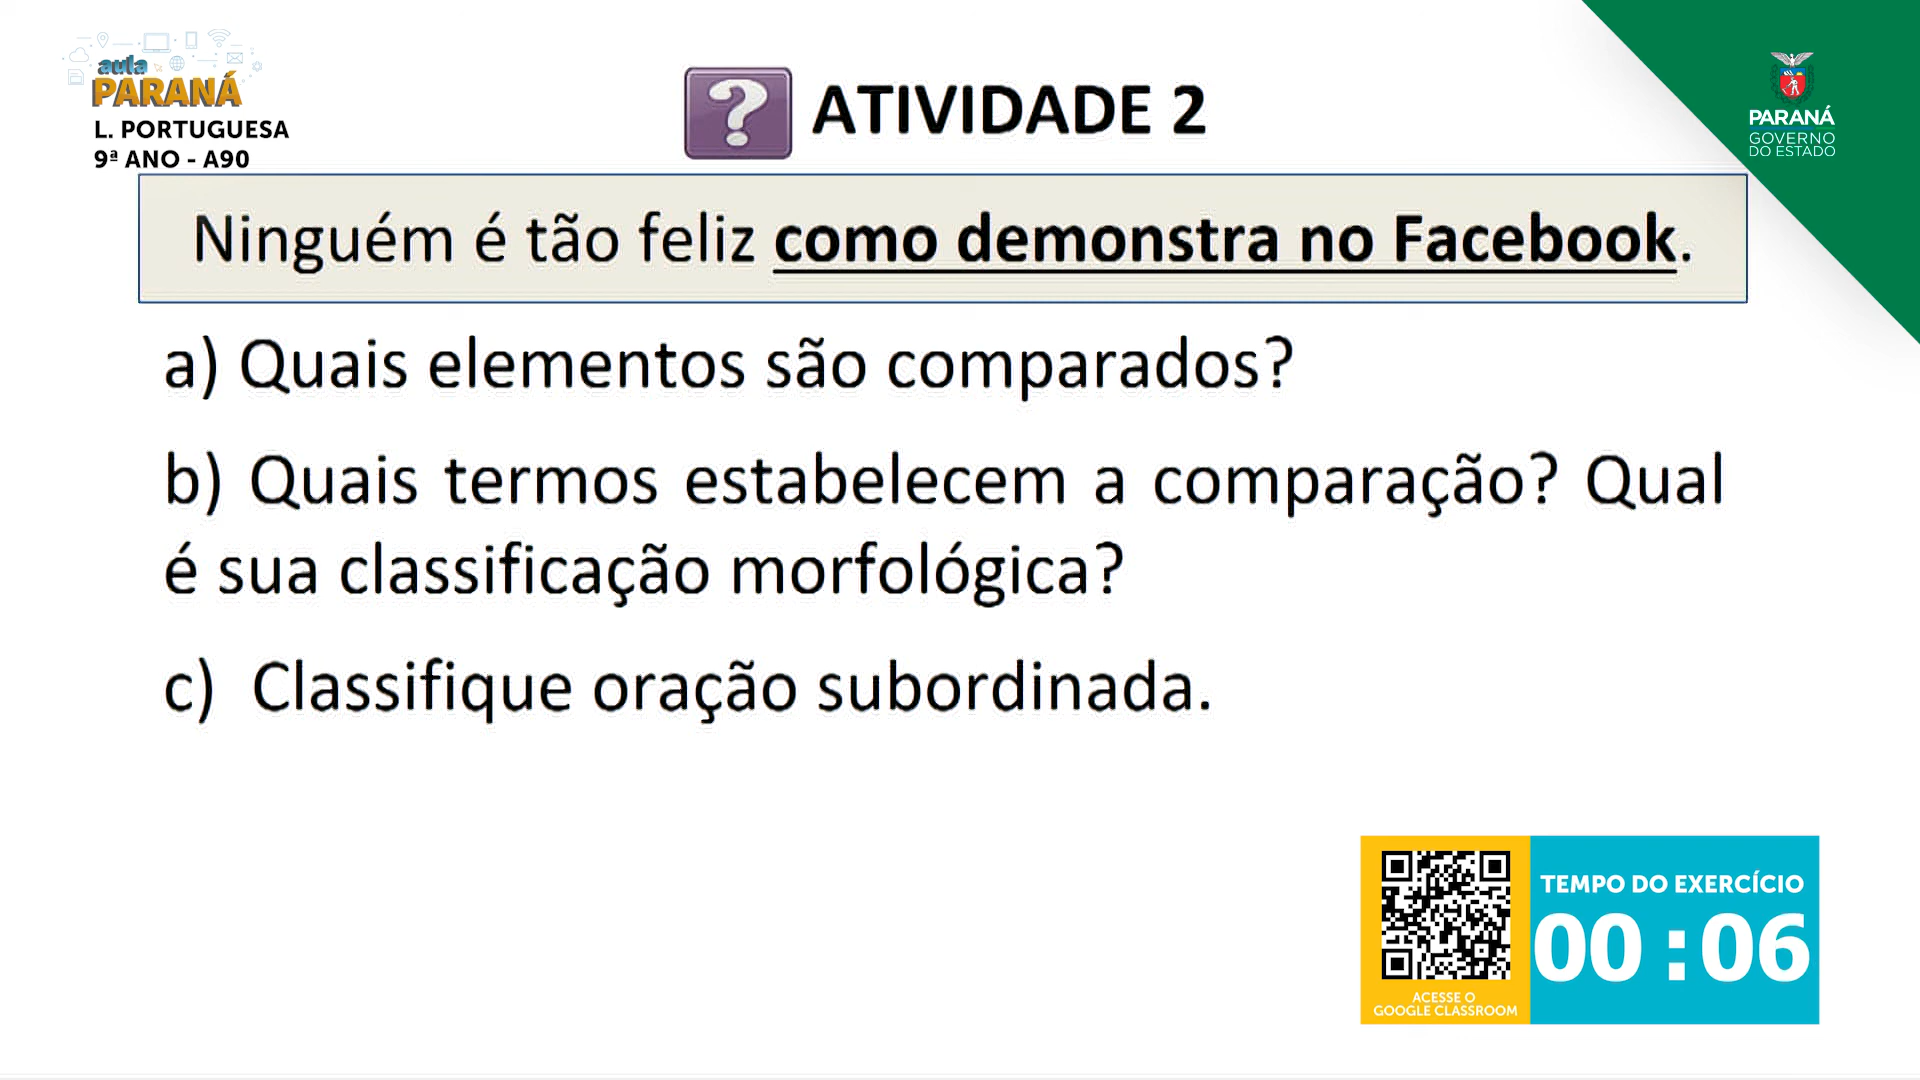 aula
PARANÁ
L. PORTUGUESA
9ª ANO - A90
ATIVIDADE 2
PARANÁ
GOVERNO
DO ESTADO
Ninguém é tão feliz como demonstra no Facebook.
a) Quais elementos são comparados?
b) Quais termos estabelecem a comparação? Qual
é sua classificação morfológica?
c) Classifique oração subordinada.
TEMPO DO EXERCÍCIO
00:06
ACESSE O
GOOGLE CLASSROOM